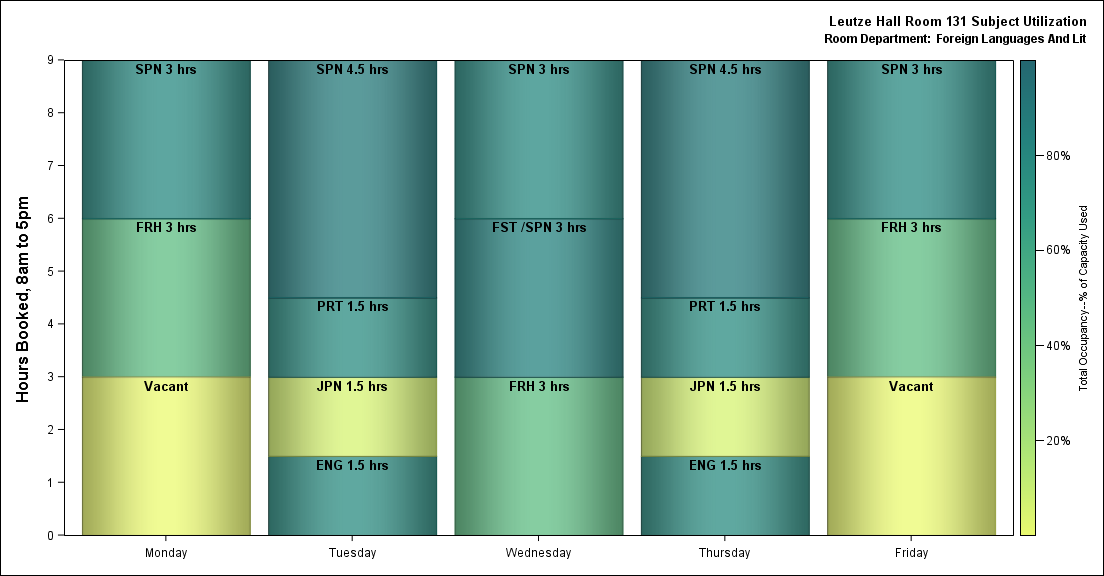 Leutze Hall Room 131 Subject Utilization
Room Department: Foreign Languages And Lit
Hours Booked, 8am to 5pm
9
8
7
6
5
4
3
2
1
0
SPN 3 hrs
FRH 3 hrs
Vacant
Monday
SPN 4.5 hrs
PRT 1.5 hrs
JPN 1.5 hrs
ENG 1.5 hrs
Tuesday
SPN 3 hrs
FST /SPN 3 hrs
FRH 3 hrs
Wednesday
SPN 4.5 hrs
PRT 1.5 hrs
JPN 1.5 hrs
ENG 1.5 hrs
Thursday
SPN 3 hrs
FRH 3 hrs
Vacant
Friday
80%
60%
40%
20%
Total Occupancy--% of Capacity Used